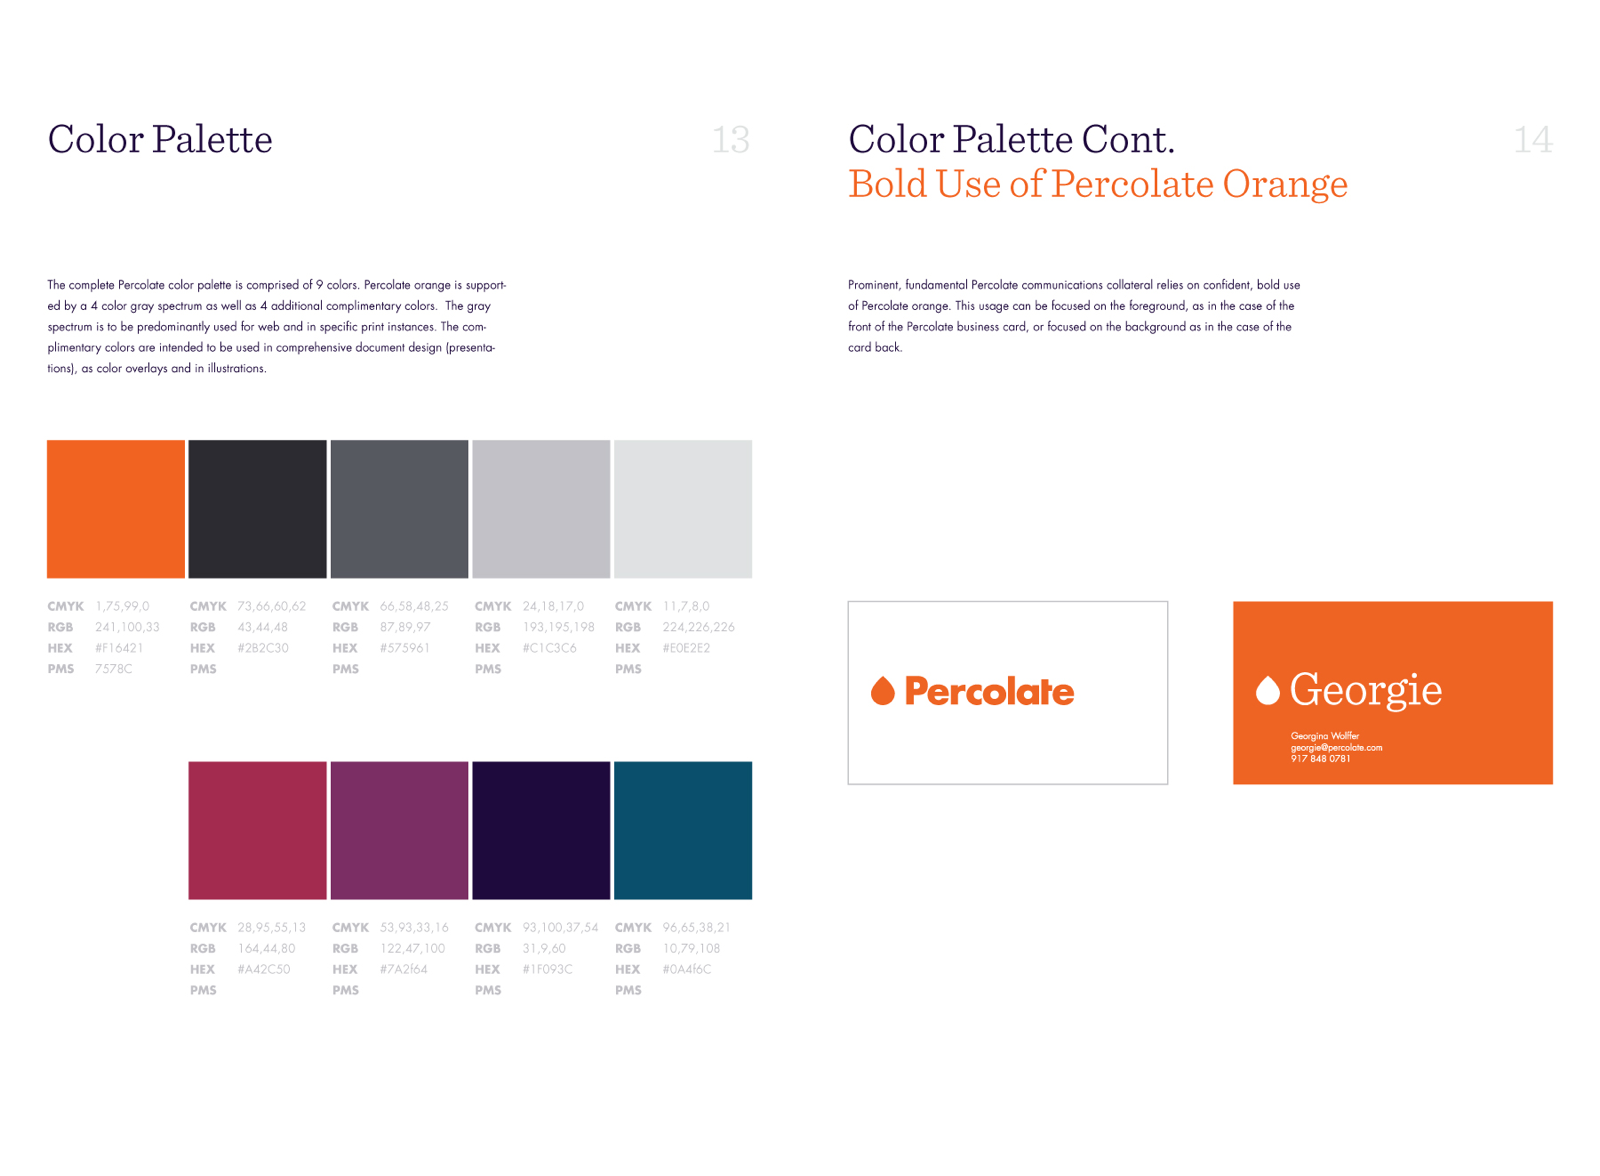 Color Palette
13
The complete Percolate color palette is comprised of 9 colors. Percolate orange is support-
ed by a 4 color gray spectrum as well as 4 additional complimentary colors.  The gray
spectrum is to be predominantly used for web and in specific print instances. The com-
plimentary colors are intended to be used in comprehensive document design (presenta-
tions), as color overlays and in illustrations.
CMYK 1,75,99,0
RGB 241,100,33
HEX #F16421
PMS 7578C
CMYK 73,66,60,62
RGB 43,44,48
HEX #2B2C30
PMS
CMYK 66,58,48,25
RGB 87,89,97
HEX #575961
PMS
CMYK 24,18,17,0
RGB 193,195,198
HEX #C1C3C6
PMS
CMYK 11,7,8,0
RGB 224,226,226
HEX #E0E2E2
PMS
CMYK 28,95,55,13
RGB 164,44,80
HEX #A42C50
PMS
CMYK 53,93,33,16
RGB 122,47,100
HEX #7A2f64
PMS
CMYK 93,100,37,54
RGB 31,9,60
HEX #1F093C
PMS
CMYK 96,65,38,21
RGB 10,79,108
HEX #0A4f6C
PMS
Color Palette Cont.
14
Bold Use of Percolate Orange
Prominent, fundamental Percolate communications collateral relies on confident, bold use
of Percolate orange. This usage can be focused on the foreground, as in the case of the
front of the Percolate business card, or focused on the background as in the case of the
card back.
Percolate
Georgie
Georgina Wolffer
georgie@percolate.com
917 848 0781